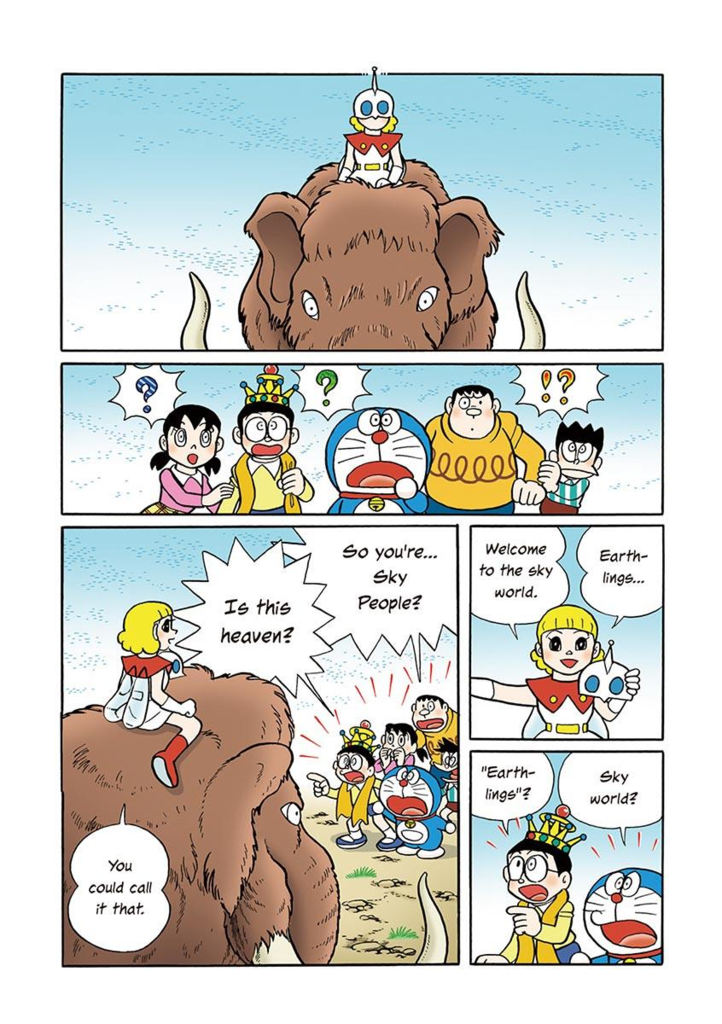 ?
?
!?
So you're...
Sky
People?
Is this
heaven?
You
could call
it that.
Earth-
lings...
Welcome
to the sky
world.
Sky
world?
"Earth-
lings"?